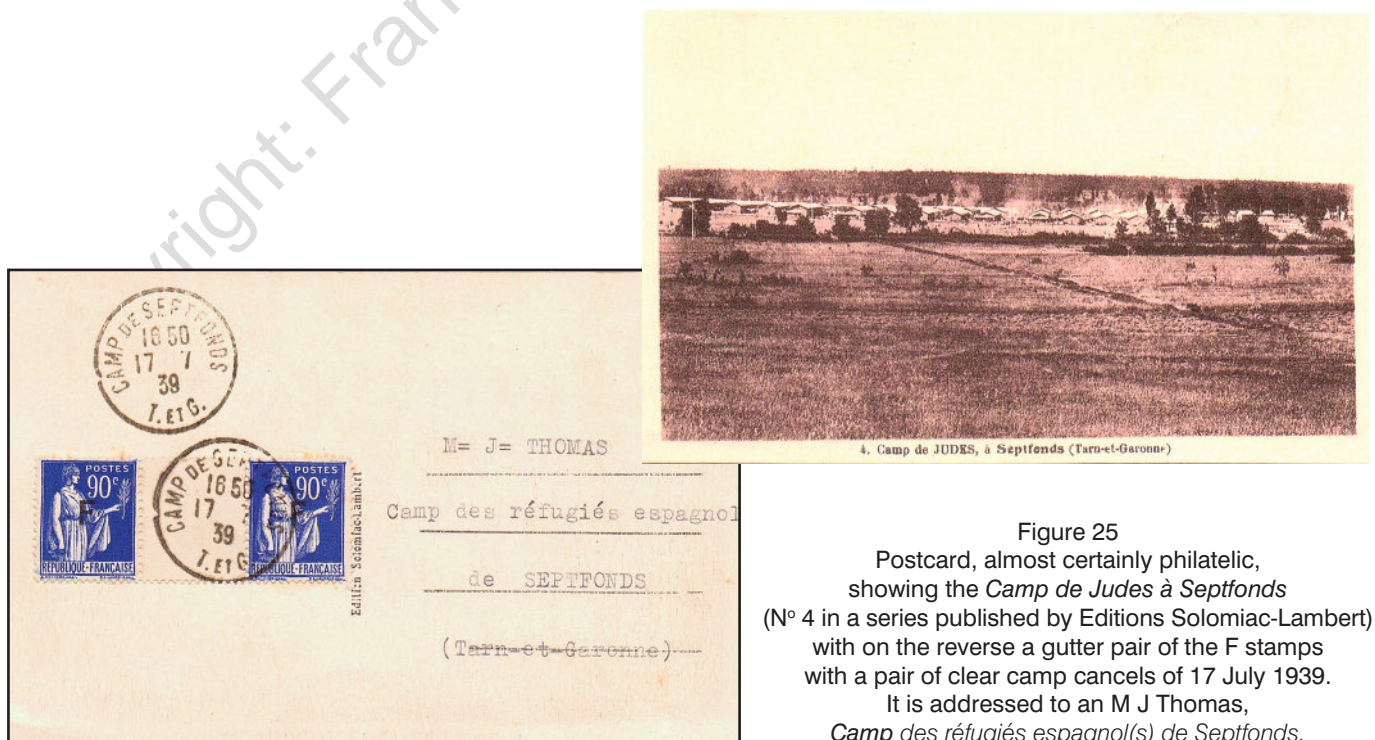 CAMP DE SEPTFONDS
16 50
17 7
39
T. ET G.
POSTES
90c
F
REPUBLIQUE-FRANÇAISE
CAMP DE SEP
16 50
17
39
T. ET G
POSTES
90c
REPUBLIQUE-FRANÇAISE
Edition Solomiac-Lambert
M= J= THOMAS
Camp des réfugiés espagnol
de SEPTFONDS
(Tarn-et-Garonne)
4. Camp de JUDES, à Septfonds (Tarn-et-Garonne)
Figure 25
Postcard, almost certainly philatelic,
showing the Camp de Judes à Septfonds
(No 4 in a series published by Editions Solomiac-Lambert)
with on the reverse a gutter pair of the F stamps
with a pair of clear camp cancels of 17 July 1939.
It is addressed to an M J Thomas,
Camp des réfugiés espagnol(s) de Septfonds.